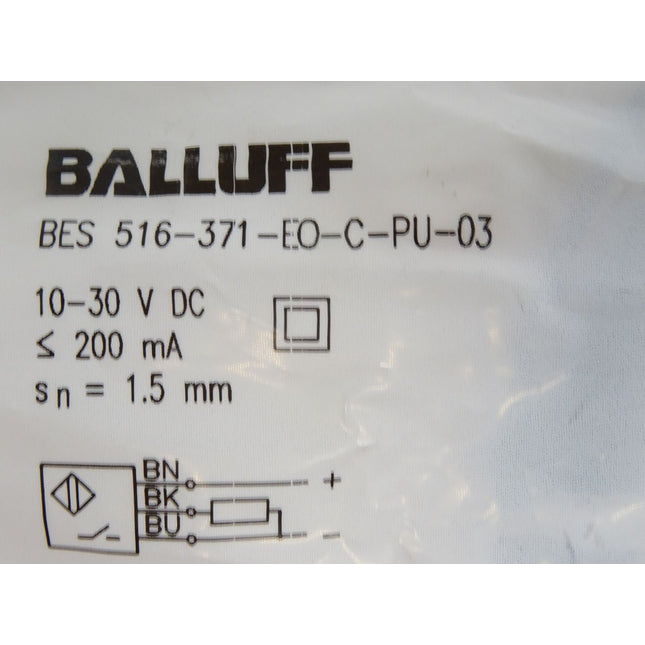 BALLUFF
BES 516-371-EO-C-PU-03
10-30 V DC
≤ 200 mA
sn = 1.5 mm
BN +
BK
BU -